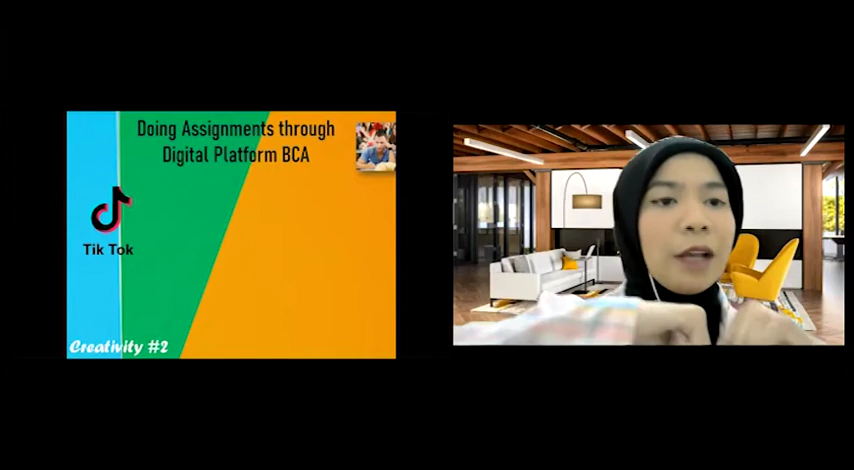 Doing Assignments through
Digital Platform BCA
Tik Tok
Creativity #2